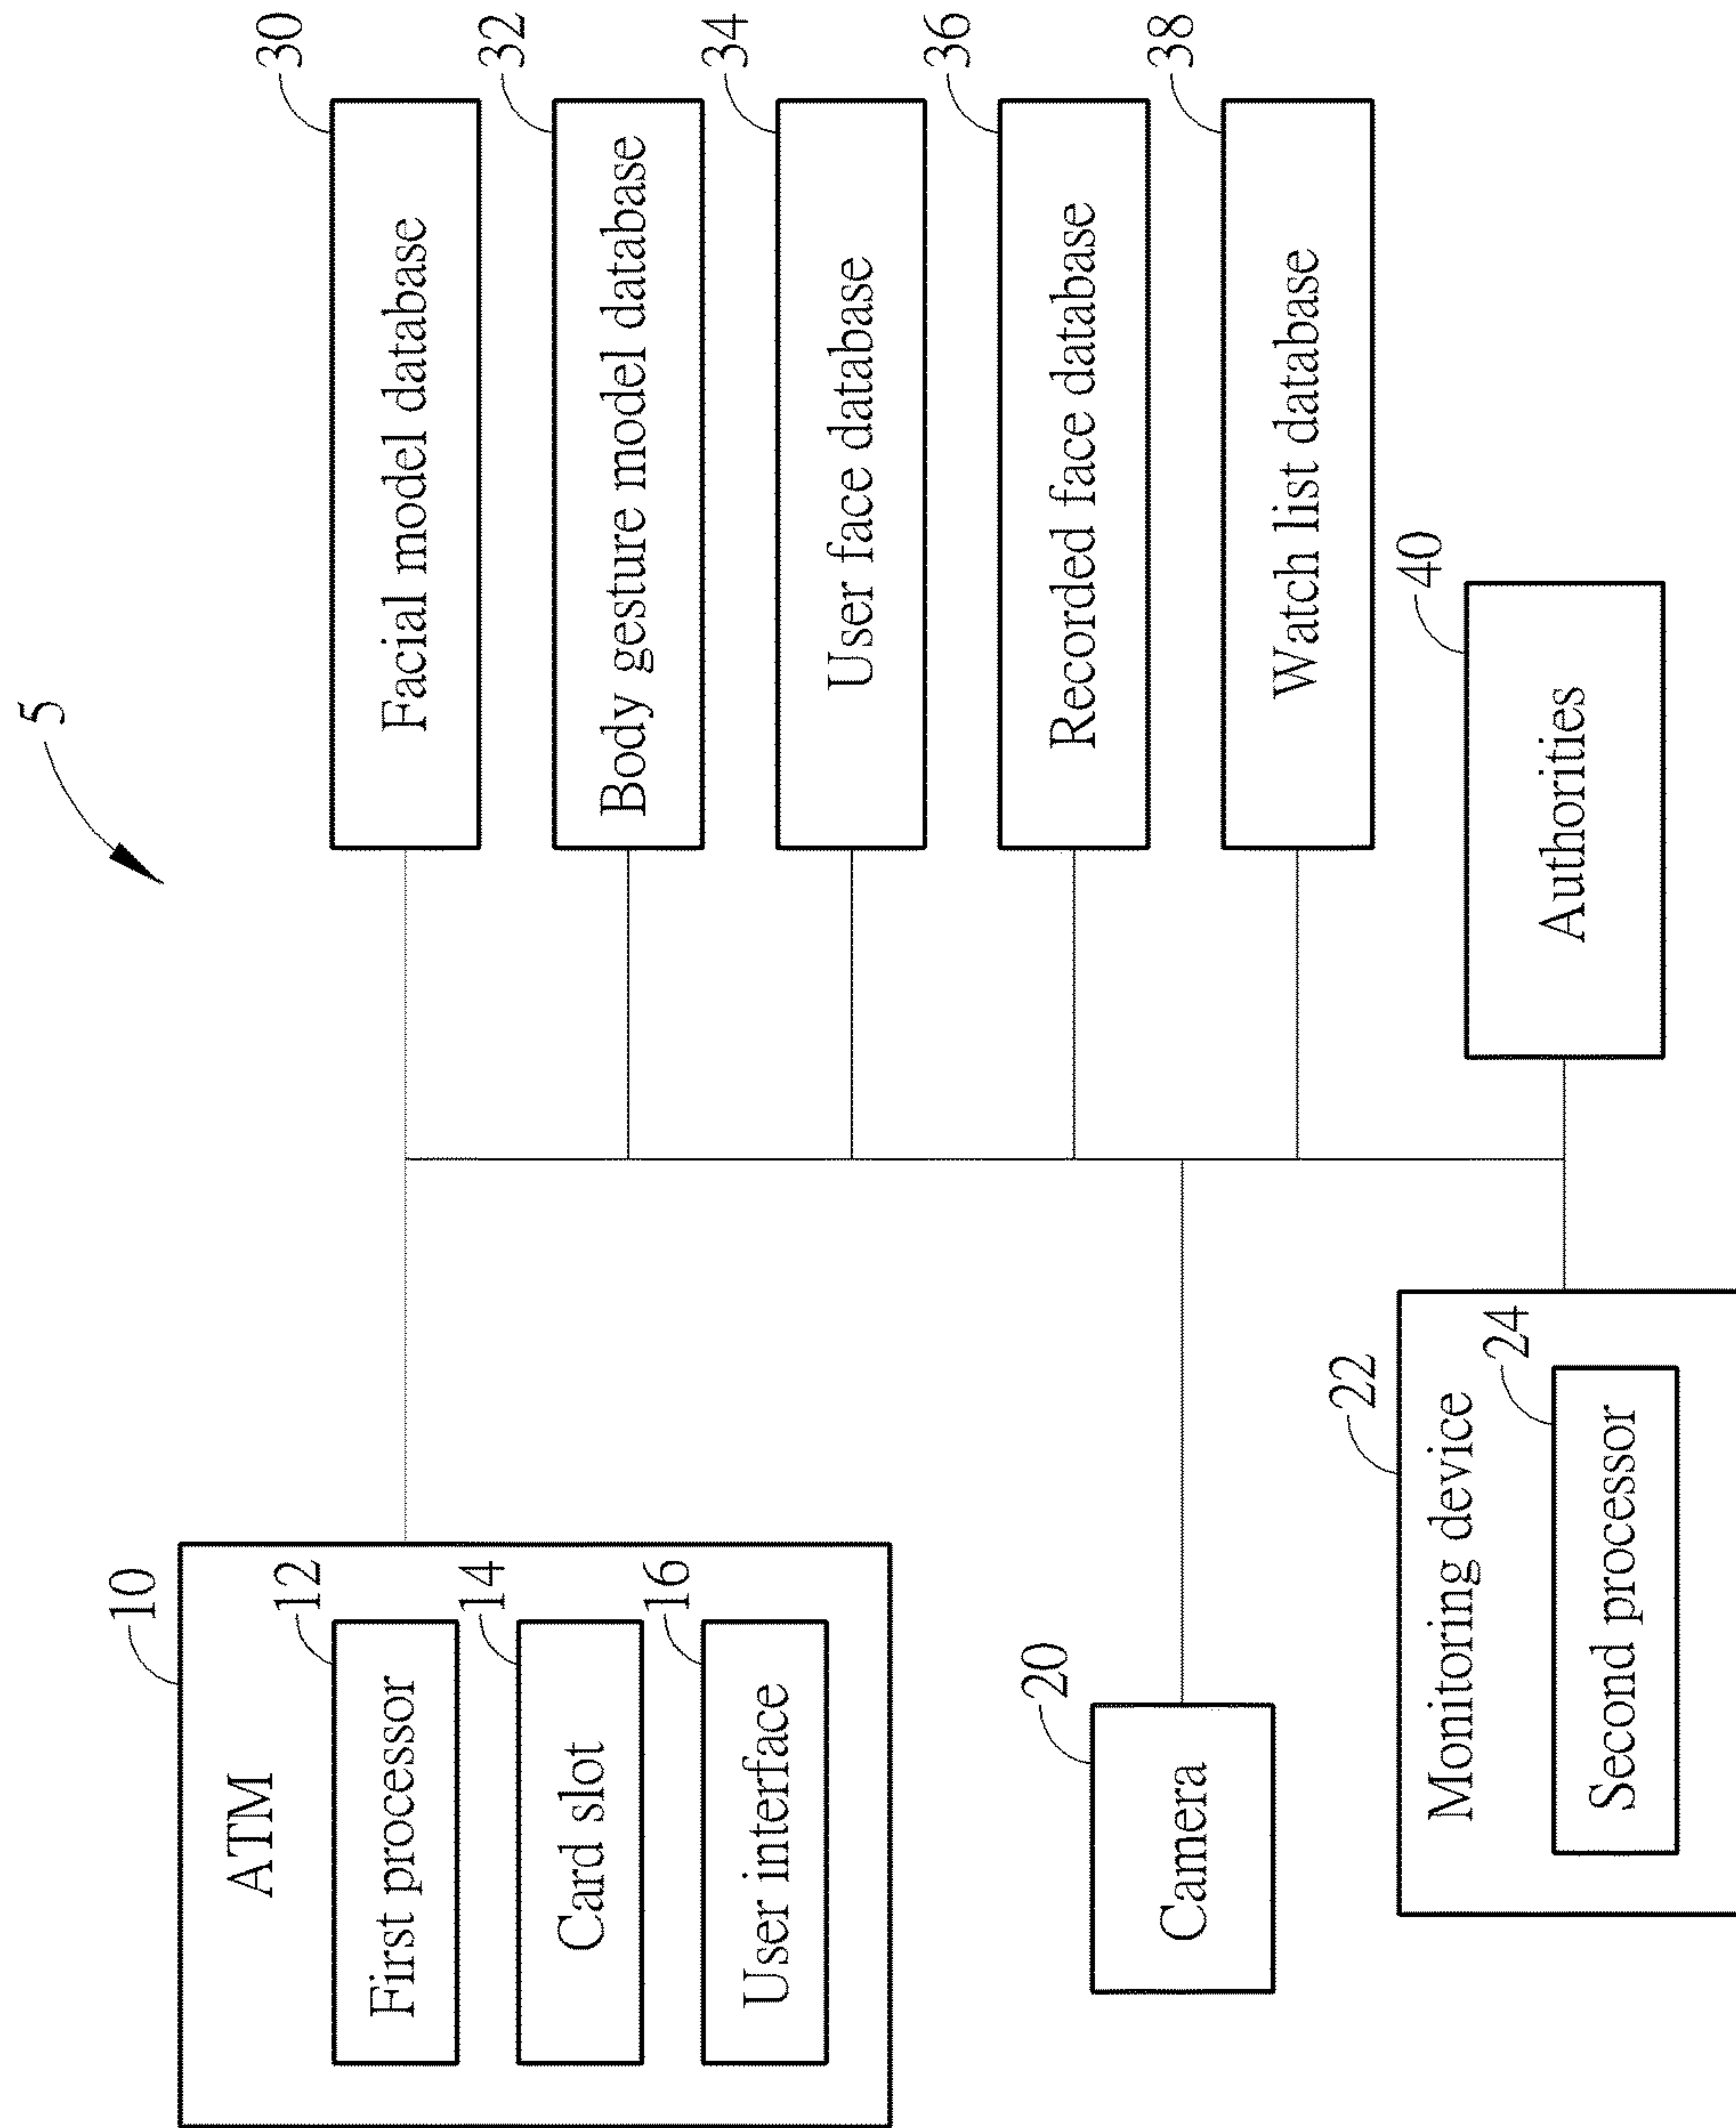 5
10
ATM
12
First processor
14
Card slot
16
User interface
20
Camera
22
Monitoring device
24
Second processor
30
Facial model database
32
Body gesture model database
34
User face database
36
Recorded face database
38
Watch list database
40
Authorities